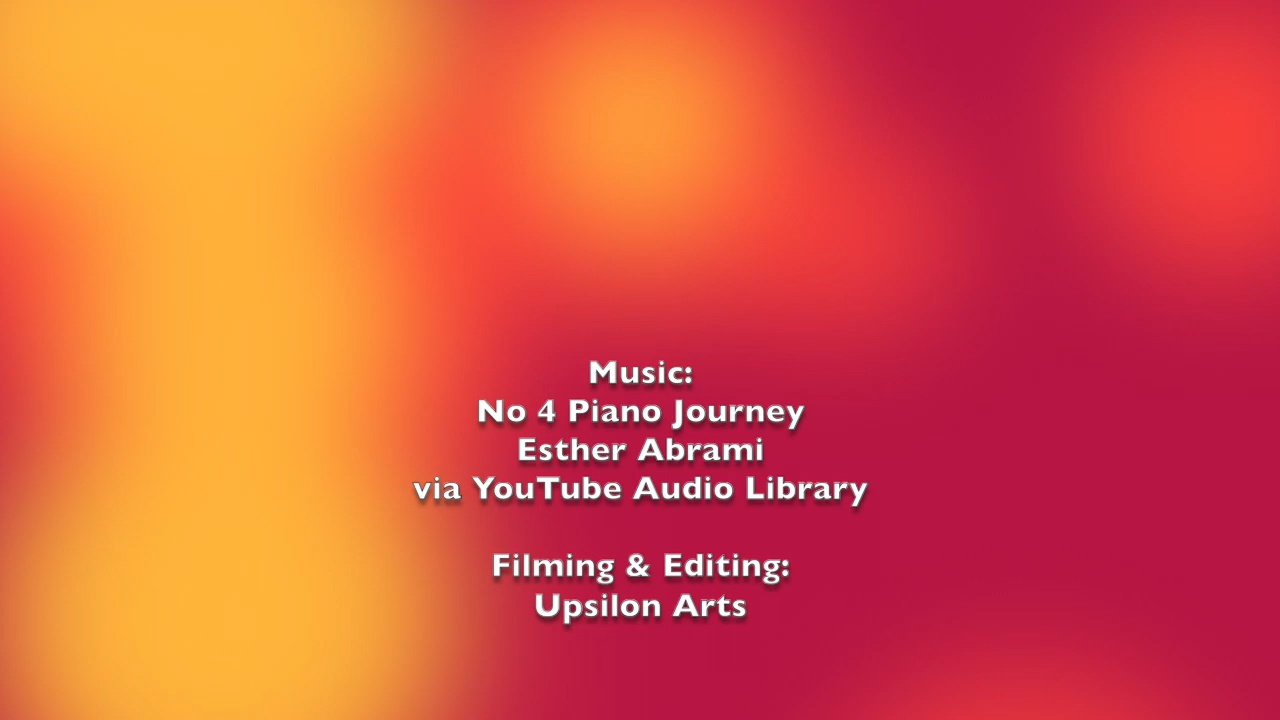 Music:
No 4 Piano Journey
Esther Abrami
via YouTube Audio Library
Filming & Editing:
Upsilon Arts